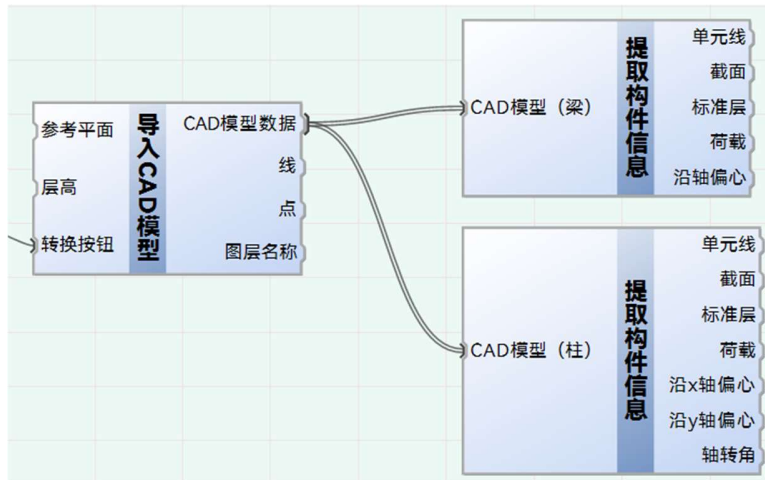 参考平面
层高
转换按钮
导入CAD模型
CAD模型数据
线
点
图层名称
CAD模型（梁）
提取构件信息
单元线
截面
标准层
荷载
沿轴偏心
CAD模型（柱）
提取构件信息
单元线
截面
标准层
荷载
沿x轴偏心
沿y轴偏心
轴转角